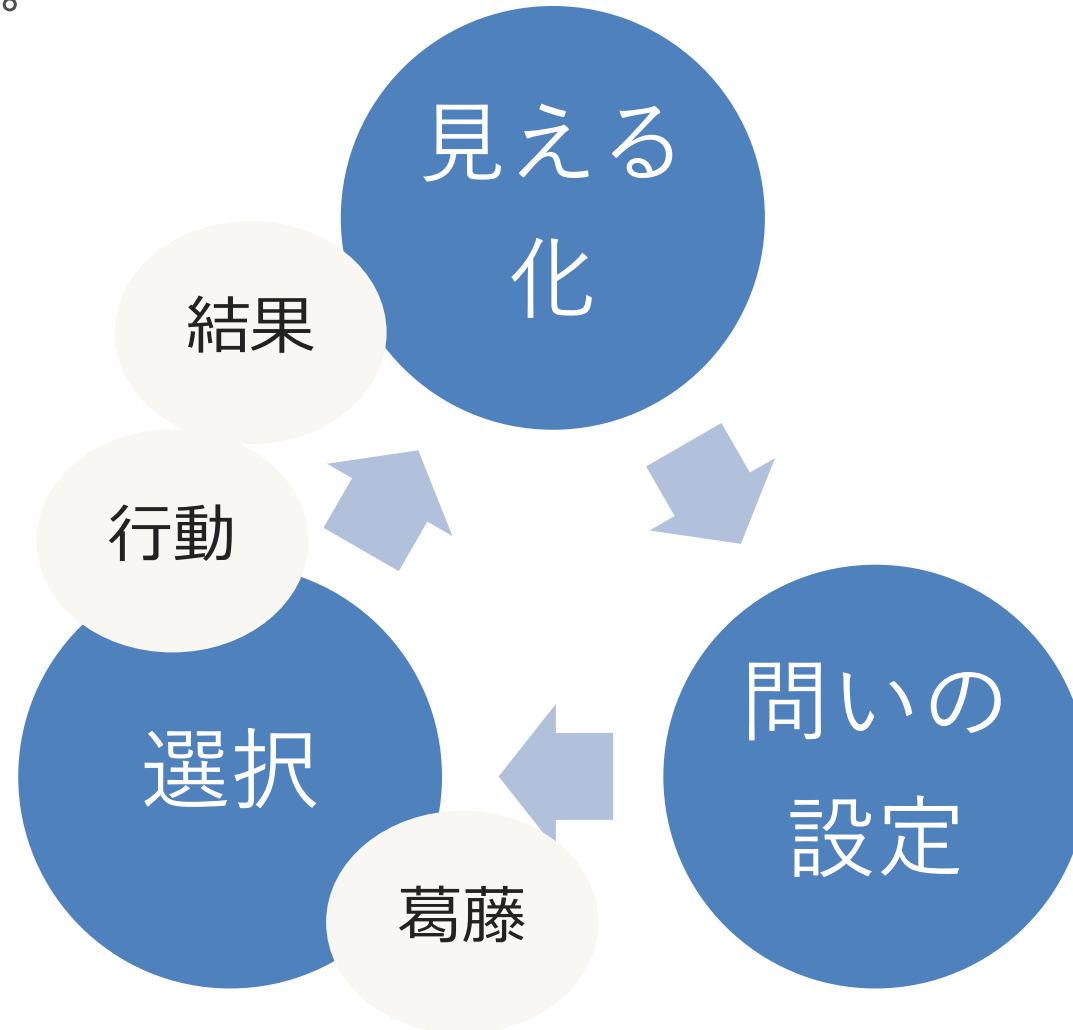 。
見える
化
結果
行動
問いの
設定
選択
葛藤